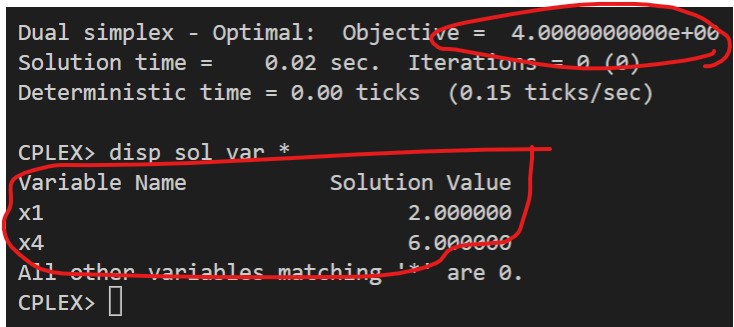 Dual simplex - Optimal:  Objective =  4.0000000000e+00
Solution time =    0.02 sec.  Iterations = 0 (0)
Deterministic time = 0.00 ticks  (0.15 ticks/sec)
CPLEX> disp sol var *
Variable Name           Solution Value
x1                            2.000000
x4                            6.000000
All other variables matching '*' are 0.
CPLEX>